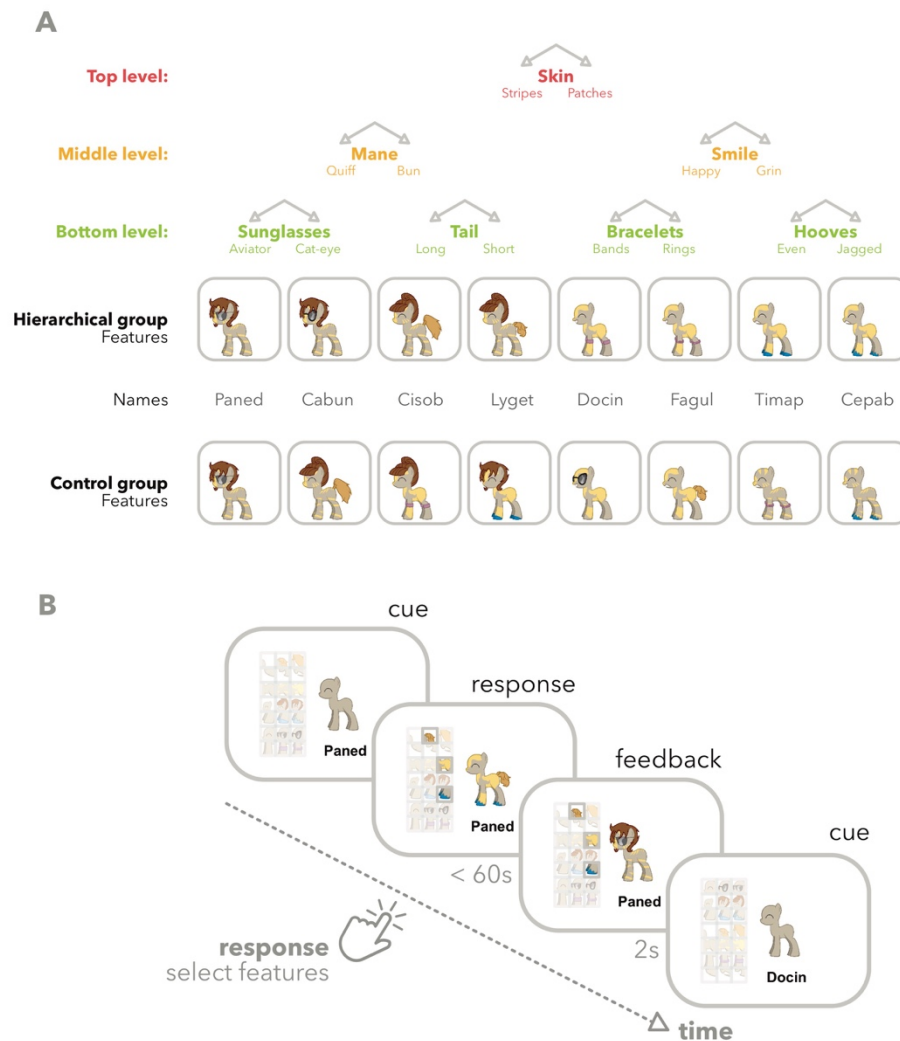 A
Top level:
Skin
Stripes Patches
Middle level:
Mane Smile
Quiff Bun Happy Grin
Bottom level:
Sunglasses Tail Bracelets Hooves
Aviator Cat-eye Long Short Bands Rings Even Jagged
Hierarchical group
Features
Names Paned Cabun Cisob Lyget Docin Fagul Timap Cepab
Control group
Features
B
cue
Paned
response
Paned
< 60s
feedback
Paned
2s
cue
Docin
response
select features
time